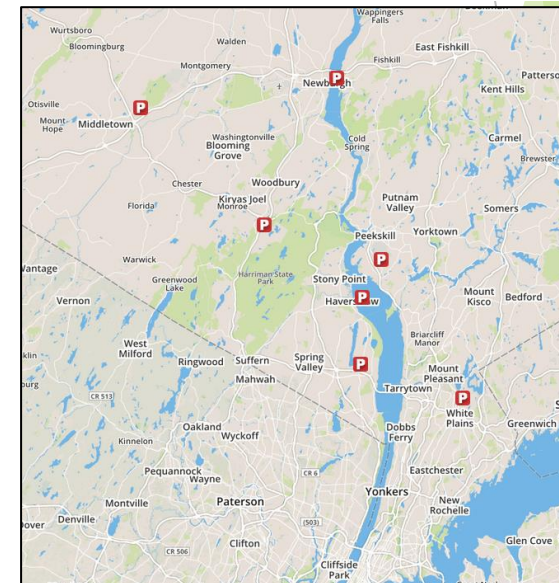 Wappingers
Falls
Wurtsboro
Bloomingburg
Walden
East Fishkill
Fishkill
Montgomery
Patterso
P
Newburgh
Kent Hills
Otisville
P
Mount
Hope
Middletown
Washingtonville
Cold
Spring
Carmel
Blooming
Grove
Brewster
Chester
Woodbury
Kiryas Joel
Monroe
Putnam
Valley
Somers
Florida
P
Peekskill
Yorktown
Warwick
P
Vantage
Greenwood
Lake
Harriman State
Park
Stony Point
Mount
Kisco
Bedford
Vernon
P
Haverstraw
West
Milford
Briarcliff
Manor
klin
Ringwood
Suffern
Spring
Valley
P
Mount
Pleasant
Mahwah
Tarrytown
burg
CR 513
P
White
Plains
Greenwich
Oakland
Dobbs
Ferry
Kinnelon
Wyckoff
Pequannock
Wayne
CR 6
Eastchester
Yonkers
Montville
Paterson
New
Rochelle
Dover
Denville
(503)
Clifton
CR 506
Glen Cove
Cliffside
Park